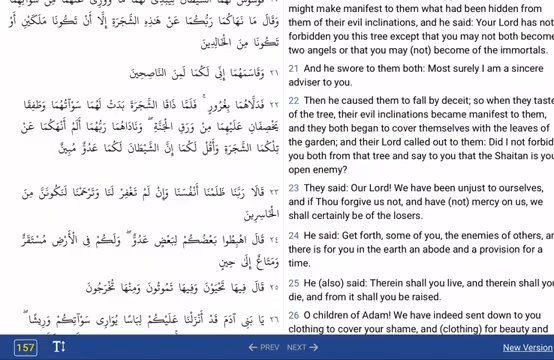 وَقَالَ مَا نَهَاكُمَا رَبُّكُمَا عَنْ هَٰذِهِ الشَّجَرَةِ إِلَّا أَنْ تَكُونَا مَلَكَيْنِ أَوْ
تَكُونَا مِنَ الْخَالِدِينَ
٢١ وَقَاسَمَهُمَا إِنِّي لَكُمَا لَمِنَ النَّاصِحِينَ
٢٢ فَدَلَّاهُمَا بِغُرُورٍ ۚ فَلَمَّا ذَاقَا الشَّجَرَةَ بَدَتْ لَهُمَا سَوْآتُهُمَا وَطَفِقَا
يَخْصِفَانِ عَلَيْهِمَا مِنْ وَرَقِ الْجَنَّةِ ۖ وَنَادَاهُمَا رَبُّهُمَا أَلَمْ أَنْهَكُمَا عَنْ
تِلْكُمَا الشَّجَرَةِ وَأَقُلْ لَكُمَا إِنَّ الشَّيْطَانَ لَكُمَا عَدُوٌّ مُبِينٌ
٢٣ قَالَا رَبَّنَا ظَلَمْنَا أَنْفُسَنَا وَإِنْ لَمْ تَغْفِرْ لَنَا وَتَرْحَمْنَا لَنَكُونَنَّ مِنَ
الْخَاسِرِينَ
٢٤ قَالَ اهْبِطُوا بَعْضُكُمْ لِبَعْضٍ عَدُوٌّ ۖ وَلَكُمْ فِي الْأَرْضِ مُسْتَقَرٌّ
وَمَتَاعٌ إِلَىٰ حِينٍ
٢٥ قَالَ فِيهَا تَحْيَوْنَ وَفِيهَا تَمُوتُونَ وَمِنْهَا تُخْرَجُونَ
٢٦ يَا بَنِي آدَمَ قَدْ أَنْزَلْنَا عَلَيْكُمْ لِبَاسًا يُوَارِي سَوْآتِكُمْ وَرِيشًا ۖ
might make manifest to them what had been hidden from
them of their evil inclinations, and he said: Your Lord has not
forbidden you this tree except that you may not both become
two angels or that you may (not) become of the immortals.
21 And he swore to them both: Most surely I am a sincere
adviser to you.
22 Then he caused them to fall by deceit; so when they taste
of the tree, their evil inclinations became manifest to them,
and they both began to cover themselves with the leaves of
the garden; and their Lord called out to them: Did I not forbid
you both from that tree and say to you that the Shaitan is you
open enemy?
23 They said: Our Lord! We have been unjust to ourselves,
and if Thou forgive us not, and have (not) mercy on us, we
shall certainly be of the losers.
24 He said: Get forth, some of you, the enemies of others, an
there is for you in the earth an abode and a provision for a
time.
25 He (also) said: Therein shall you live, and therein shall you
die, and from it shall you be raised.
26 O children of Adam! We have indeed sent down to you
clothing to cover your shame, and (clothing) for beauty and
157 T
← PREV NEXT →
New Version